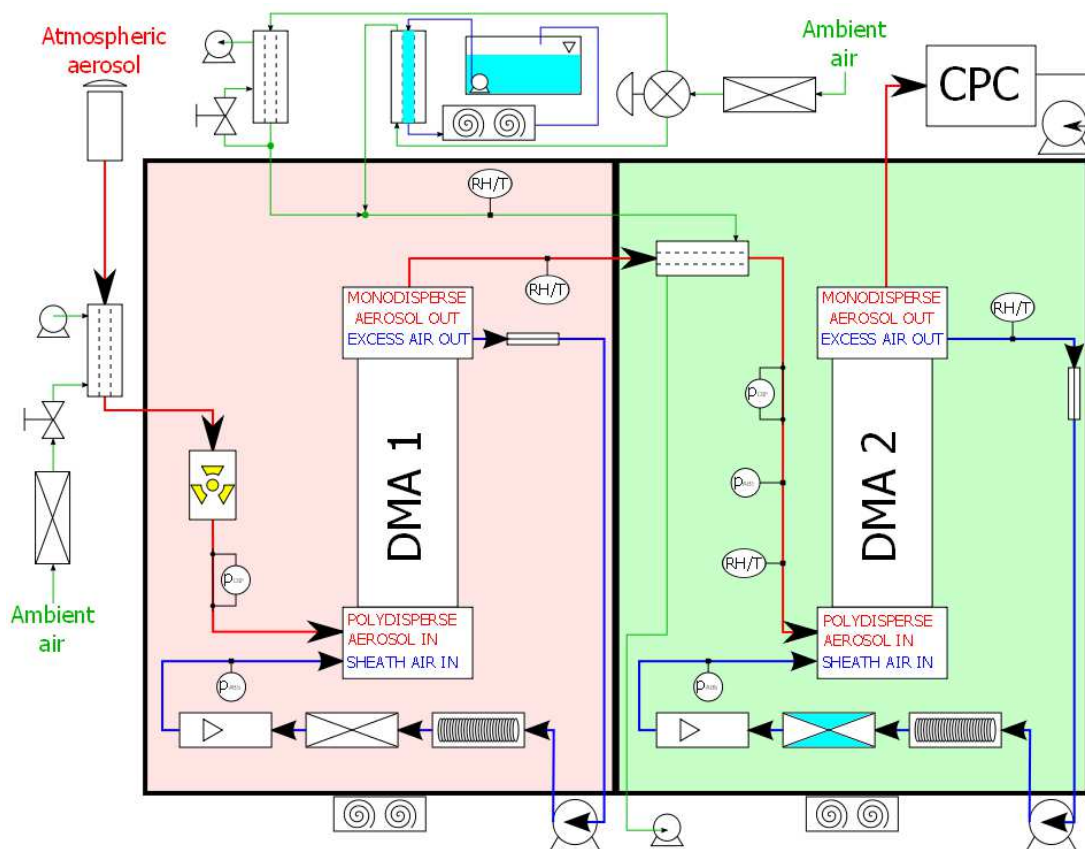 Atmospheric
aerosol
Ambient
air
CPC
RH/T
RH/T
MONODISPERSE
AEROSOL OUT
EXCESS AIR OUT
MONODISPERSE
AEROSOL OUT
EXCESS AIR OUT
RH/T
p
DMA 1
p
RH/T
DMA 2
p
Ambient
air
POLYDISPERSE
AEROSOL IN
SHEATH AIR IN
POLYDISPERSE
AEROSOL IN
SHEATH AIR IN
p
p